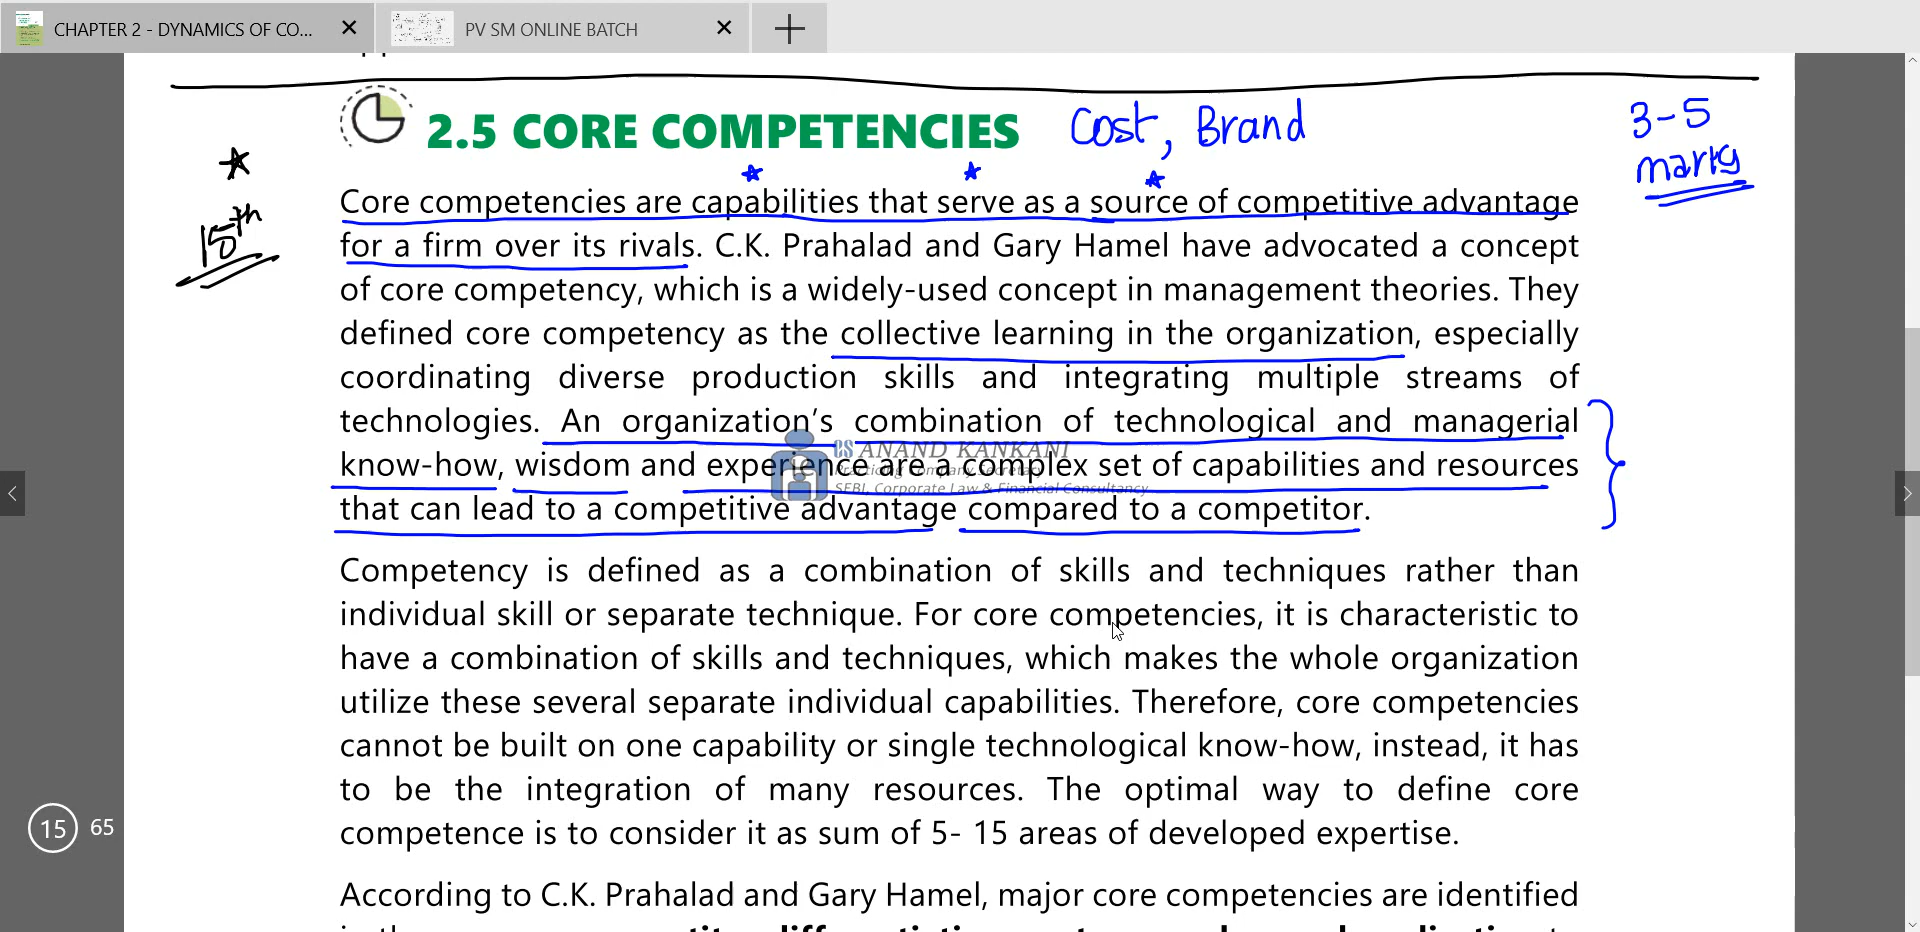 CHAPTER 2 - DYNAMICS OF CO...
PV SM ONLINE BATCH
2.5 CORE COMPETENCIES
Cost, Brand
3-5
marks
15th
Core competencies are capabilities that serve as a source of competitive advantage
for a firm over its rivals. C.K. Prahalad and Gary Hamel have advocated a concept
of core competency, which is a widely-used concept in management theories. They
defined core competency as the collective learning in the organization, especially
coordinating diverse production skills and integrating multiple streams of
technologies. An organization's combination of technological and managerial
know-how, wisdom and experience are a complex set of capabilities and resources
that can lead to a competitive advantage compared to a competitor.
CS ANAND KANKANI
Practicing Company Secretary
SEBI, Corporate Law & Financial Consultancy
Competency is defined as a combination of skills and techniques rather than
individual skill or separate technique. For core competencies, it is characteristic to
have a combination of skills and techniques, which makes the whole organization
utilize these several separate individual capabilities. Therefore, core competencies
cannot be built on one capability or single technological know-how, instead, it has
to be the integration of many resources. The optimal way to define core
competence is to consider it as sum of 5- 15 areas of developed expertise.
15 65
According to C.K. Prahalad and Gary Hamel, major core competencies are identified